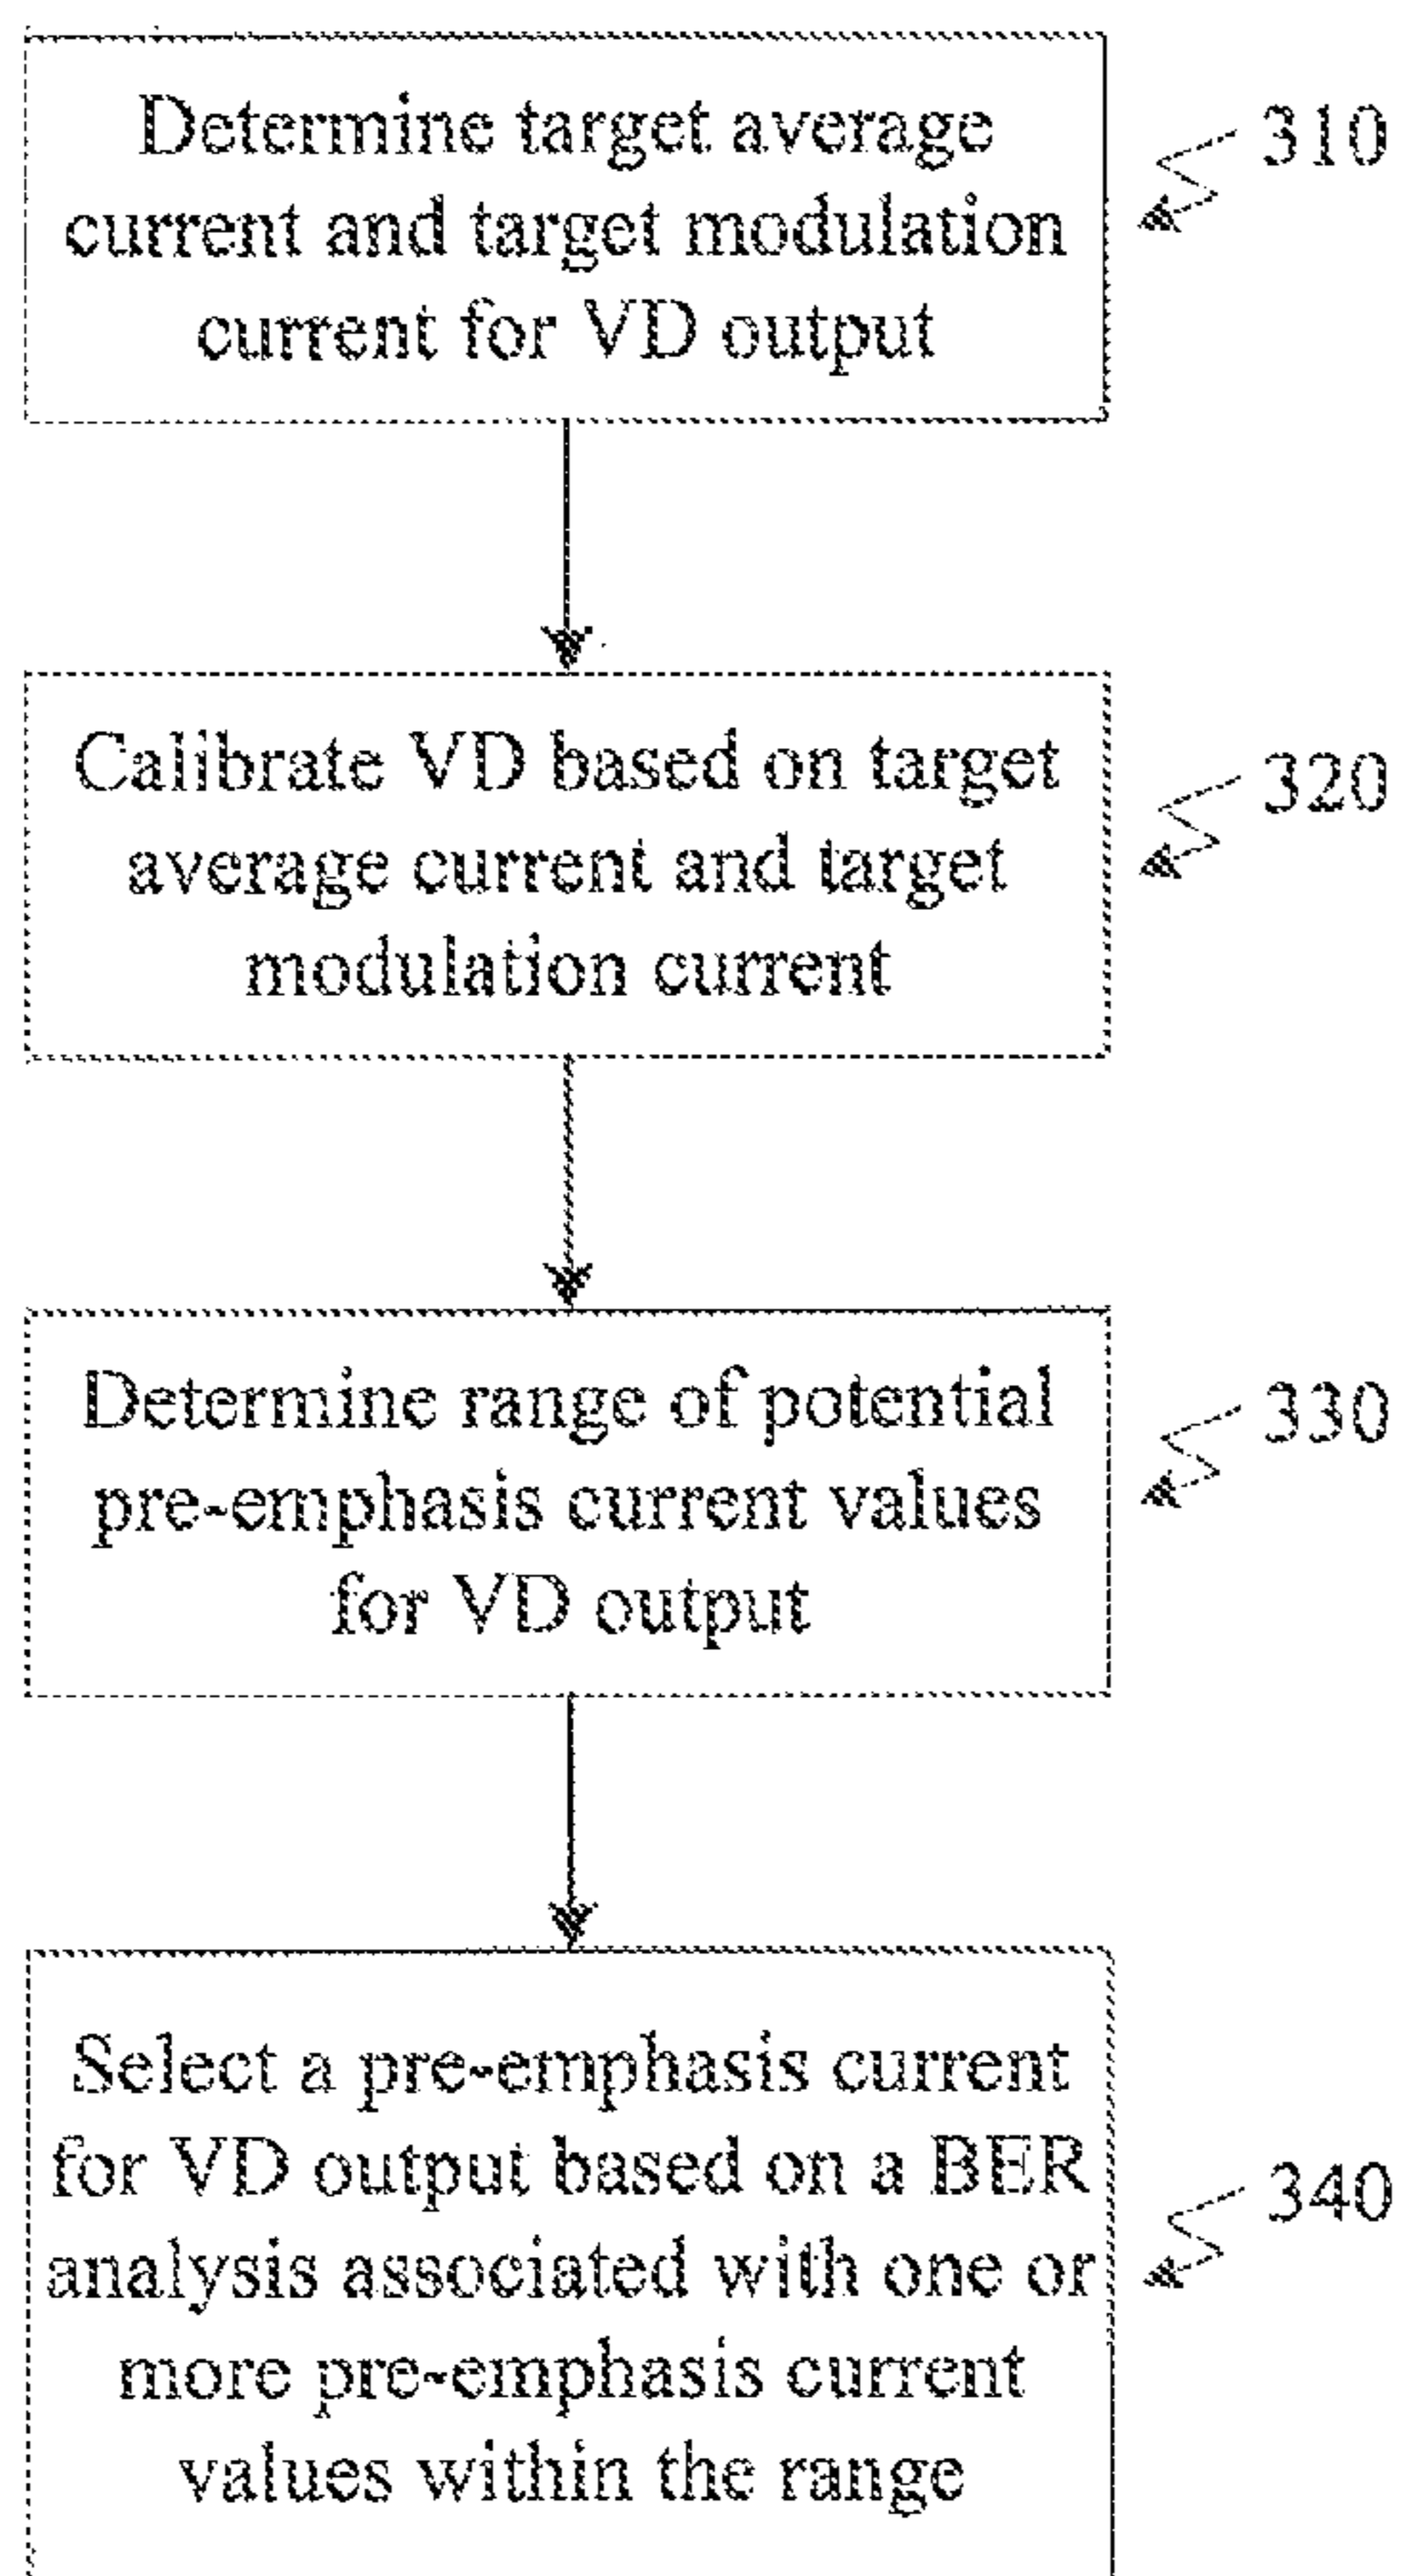 Determine target average
current and target modulation
current for VD output
310
Calibrate VD based on target
average current and target
modulation current
320
Determine range of potential
pre-emphasis current values
for VD output
330
Select a pre-emphasis current
for VD output based on a BER
analysis associated with one or
more pre-emphasis current
values within the range
340